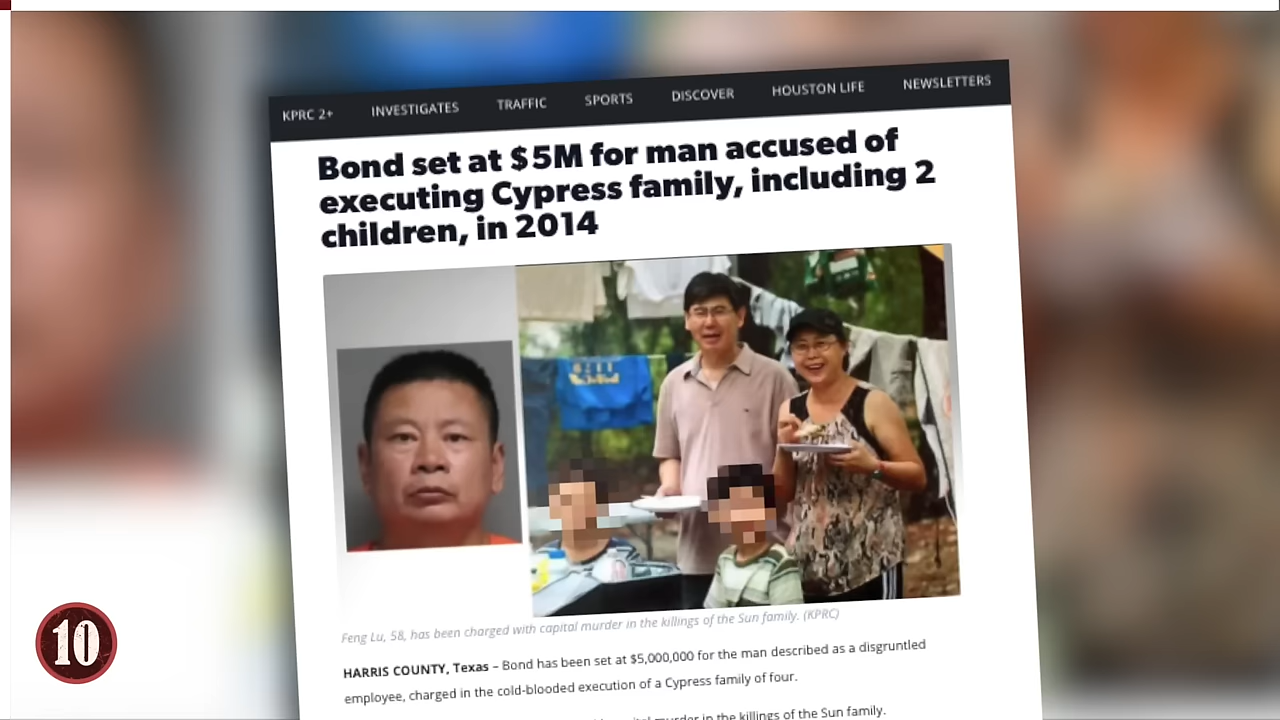 KPRC 2+ INVESTIGATES TRAFFIC SPORTS DISCOVER HOUSTON LIFE NEWSLETTERS
Bond set at $5M for man accused of
executing Cypress family, including 2
children, in 2014
Feng Lu, 58, has been charged with capital murder in the killings of the Sun family. (KPRC)
HARRIS COUNTY, Texas – Bond has been set at $5,000,000 for the man described as a disgruntled
employee, charged in the cold-blooded execution of a Cypress family of four.
murder in the killings of the Sun family.
10